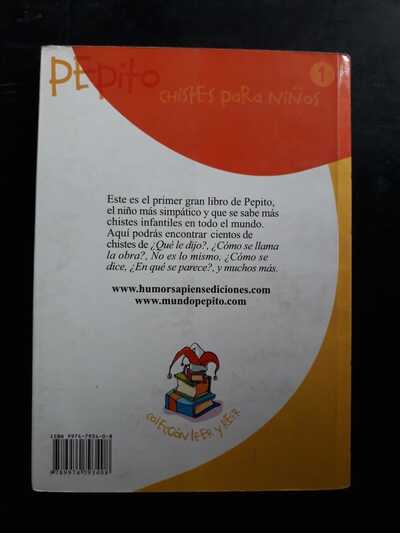 Pepito
1
CHISTES PARA NIÑOS
Este es el primer gran libro de Pepito,
el niño más simpático y que se sabe más
chistes infantiles en todo el mundo.
Aquí podrás encontrar cientos de
chistes de ¿Qué le dijo?, ¿Cómo se llama
la obra?, No es lo mismo, ¿Cómo se
dice, ¿En qué se parece?, y muchos más.
www.humorsapiensediciones.com
www.mundopepito.com
COLECCIÓN LEER Y REÍR